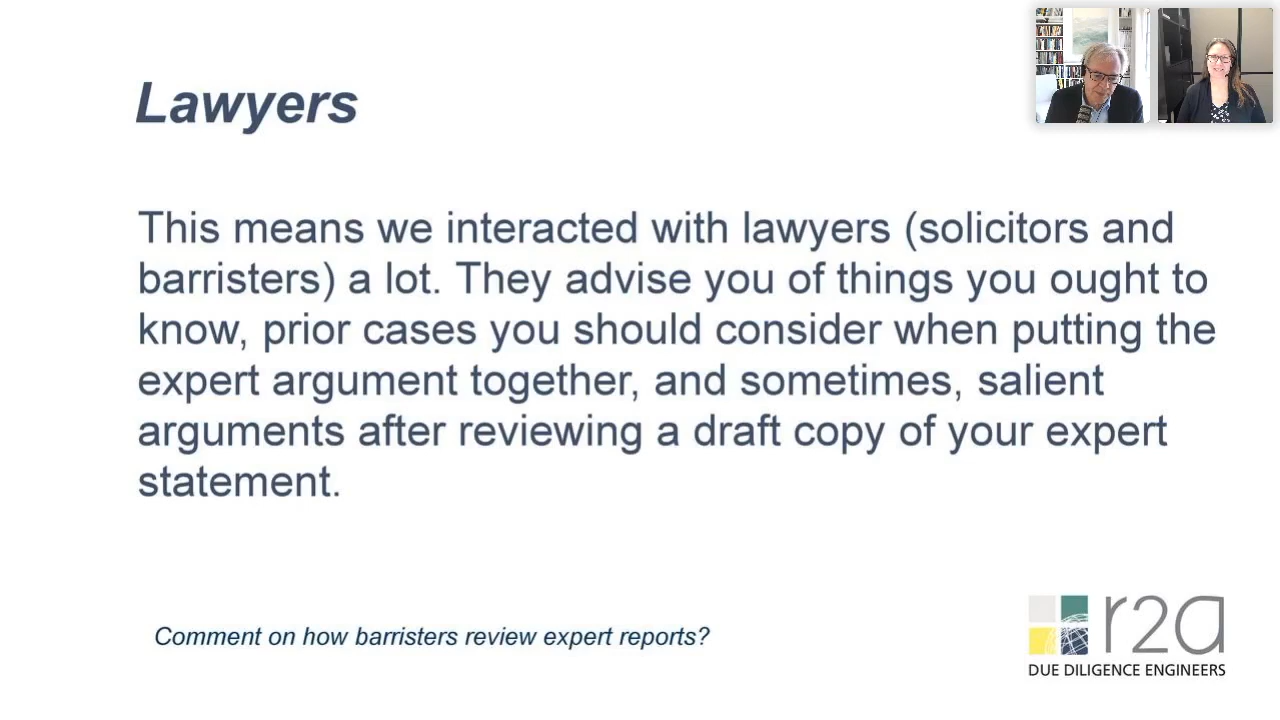 Lawyers
This means we interacted with lawyers (solicitors and
barristers) a lot. They advise you of things you ought to
know, prior cases you should consider when putting the
expert argument together, and sometimes, salient
arguments after reviewing a draft copy of your expert
statement.
Comment on how barristers review expert reports?
r2a
DUE DILIGENCE ENGINEERS